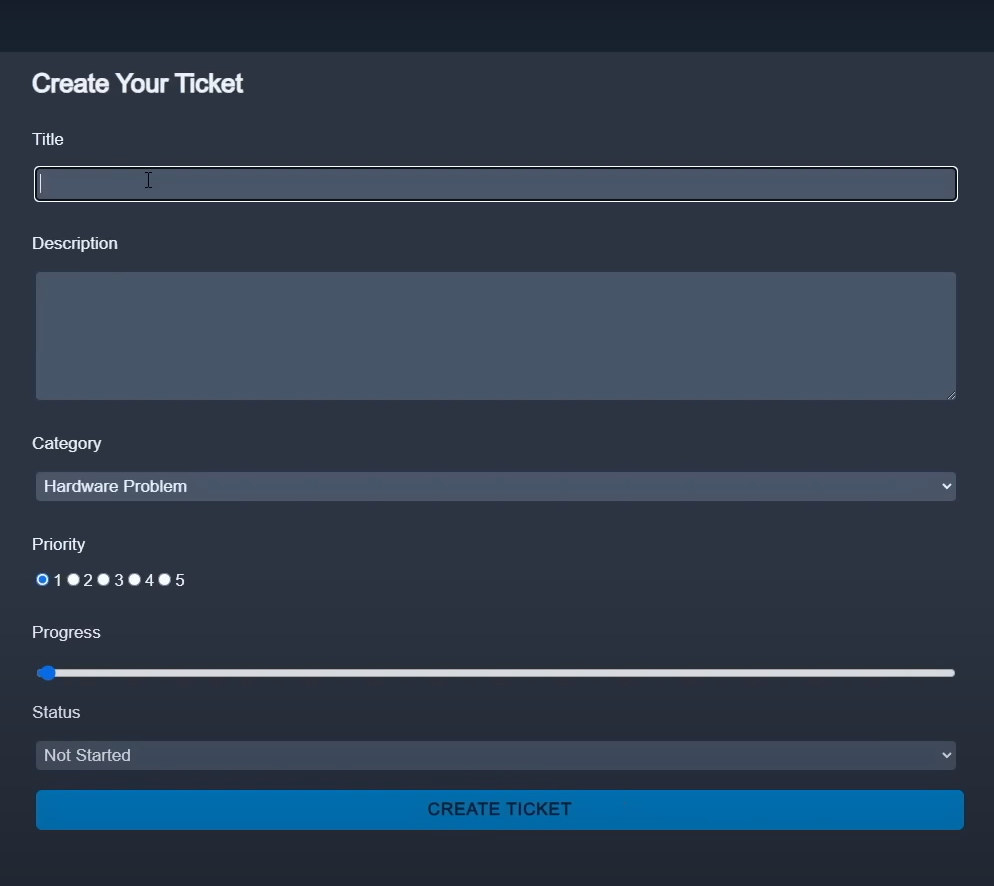 Create Your Ticket
Title
Description
Category
Hardware Problem
Priority
1 2 3 4 5
Progress
Status
Not Started
CREATE TICKET